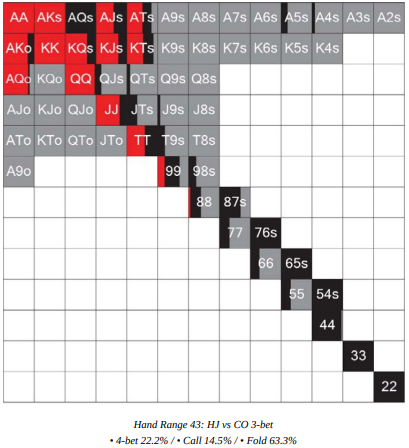 AA AKs AQs AJs ATs A9s A8s A7s A6s A5s A4s A3s A2s
AKo KK KQs KJs KTs K9s K8s K7s K6s K5s K4s
AQo KQo QQ QJs QTs Q9s Q8s
AJo KJo QJo JJ JTs J9s J8s
ATo KTo QTo JTo TT T9s T8s
A9o 99 98s
88 87s
77 76s
66 65s
55 54s
44
33
22
Hand Range 43: HJ vs CO 3-bet
• 4-bet 22.2% / • Call 14.5% / • Fold 63.3%